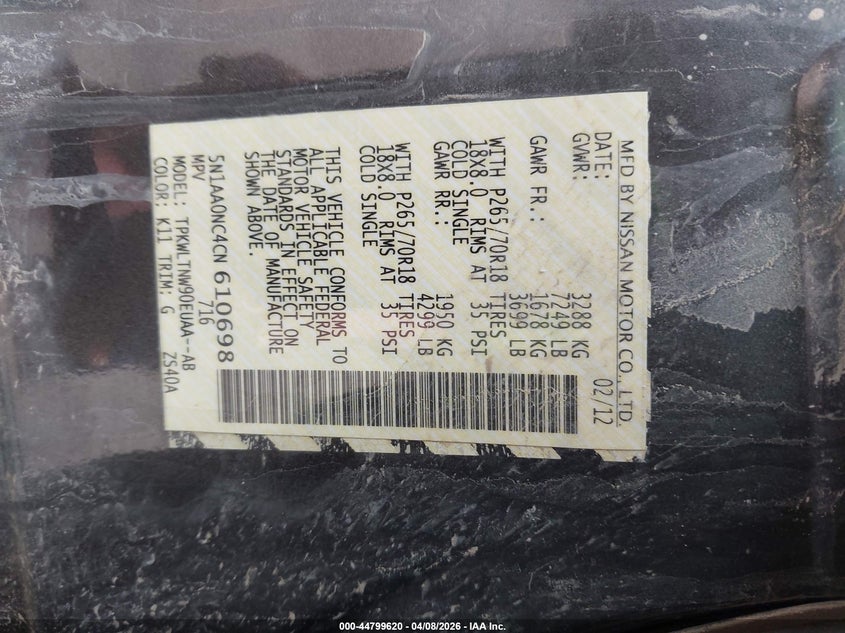 MFD BY NISSAN MOTOR CO., LTD.
DATE: 02/12
GVWR: 3288 KG
7249 LB
GAWR FR.: 1678 KG
3699 LB
WITH P265/70R18 TIRES
18X8.0 RIMS AT 35 PSI
COLD SINGLE
GAWR RR.: 1950 KG
4299 LB
WITH P265/70R18 TIRES
18X8.0 RIMS AT 35 PSI
COLD SINGLE
THIS VEHICLE CONFORMS TO
ALL APPLICABLE FEDERAL
MOTOR VEHICLE SAFETY
STANDARDS IN EFFECT ON
THE DATE OF MANUFACTURE
SHOWN ABOVE.
5N1AA0NC4CN610698
MPV 716
MODEL: TPKWLTNW90EUAA--AB
COLOR: K11 TRIM: G ZS40A
000-44799620 - 04/08/2026 - IAA Inc.